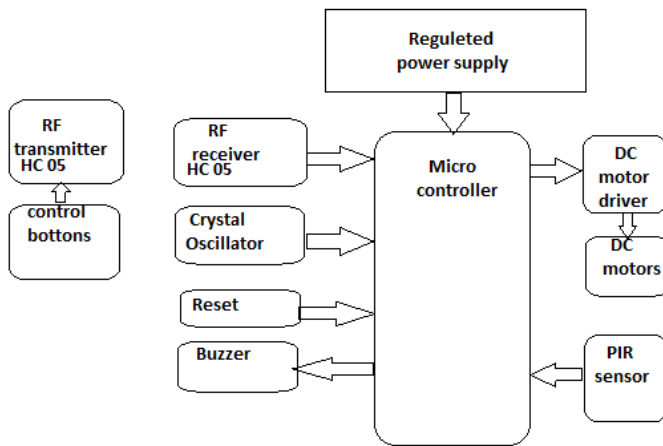 Reguleted
power supply
RF
transmitter
HC 05
control
bottons
RF
receiver
HC 05
Crystal
Oscillator
Reset
Buzzer
Micro
controller
DC
motor
driver
DC
motors
PIR
sensor